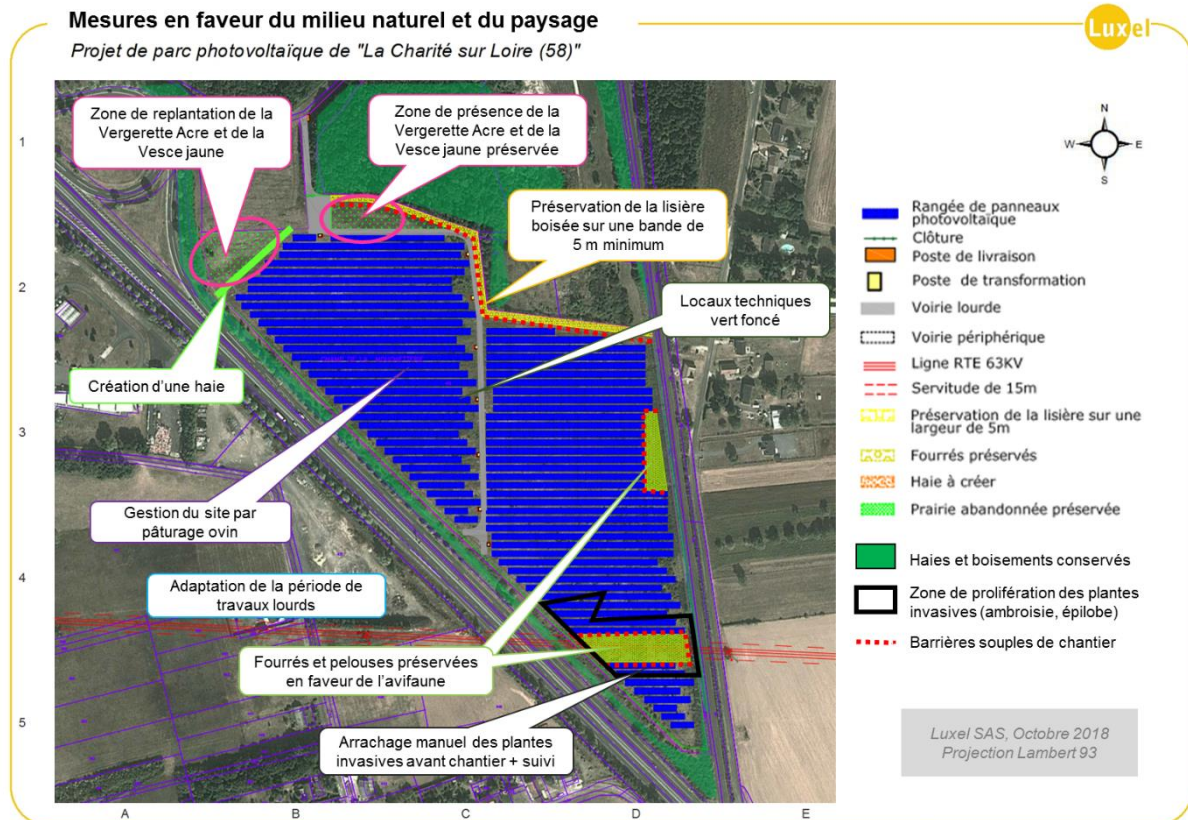 Mesures en faveur du milieu naturel et du paysage
Projet de parc photovoltaïque de "La Charité sur Loire (58)"
Luxel
Zone de replantation de la
Vergerette Acre et de la
Vesce jaune
Zone de présence de la
Vergerette Acre et de la
Vesce jaune préservée
Préservation de la lisière
boisée sur une bande de
5 m minimum
Locaux techniques
vert foncé
Création d'une haie
Gestion du site par
pâturage ovin
Adaptation de la période de
travaux lourds
Fourrés et pelouses préservées
en faveur de l'avifaune
Arrachage manuel des plantes
invasives avant chantier + suivi
1
2
3
4
5
A
B
C
D
E
N
W
E
S
Rangée de panneaux
photovoltaïque
Clôture
Poste de livraison
Poste de transformation
Voirie lourde
Voirie périphérique
Ligne RTE 63KV
Servitude de 15m
Préservation de la lisière sur une
largeur de 5m
Fourrés préservés
Haie à créer
Prairie abandonnée préservée
Haies et boisements conservés
Zone de prolifération des plantes
invasives (ambroisie, épilobe)
Barrières souples de chantier
Luxel SAS, Octobre 2018
Projection Lambert 93